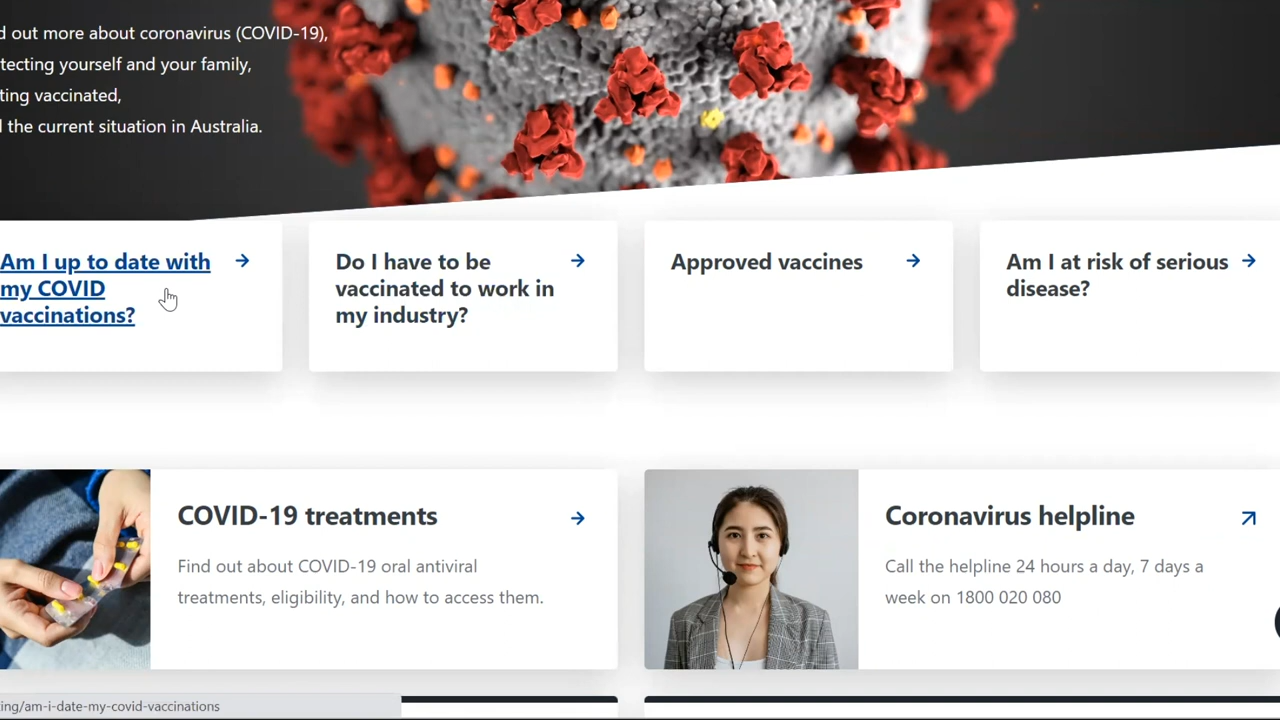 d out more about coronavirus (COVID-19),
tecting yourself and your family,
ting vaccinated,
the current situation in Australia.
Am I up to date with
my COVID
vaccinations?
Do I have to be
vaccinated to work in
my industry?
Approved vaccines
Am I at risk of serious
disease?
COVID-19 treatments
Find out about COVID-19 oral antiviral
treatments, eligibility, and how to access them.
Coronavirus helpline
Call the helpline 24 hours a day, 7 days a
week on 1800 020 080
ing/am-i-date-my-covid-vaccinations